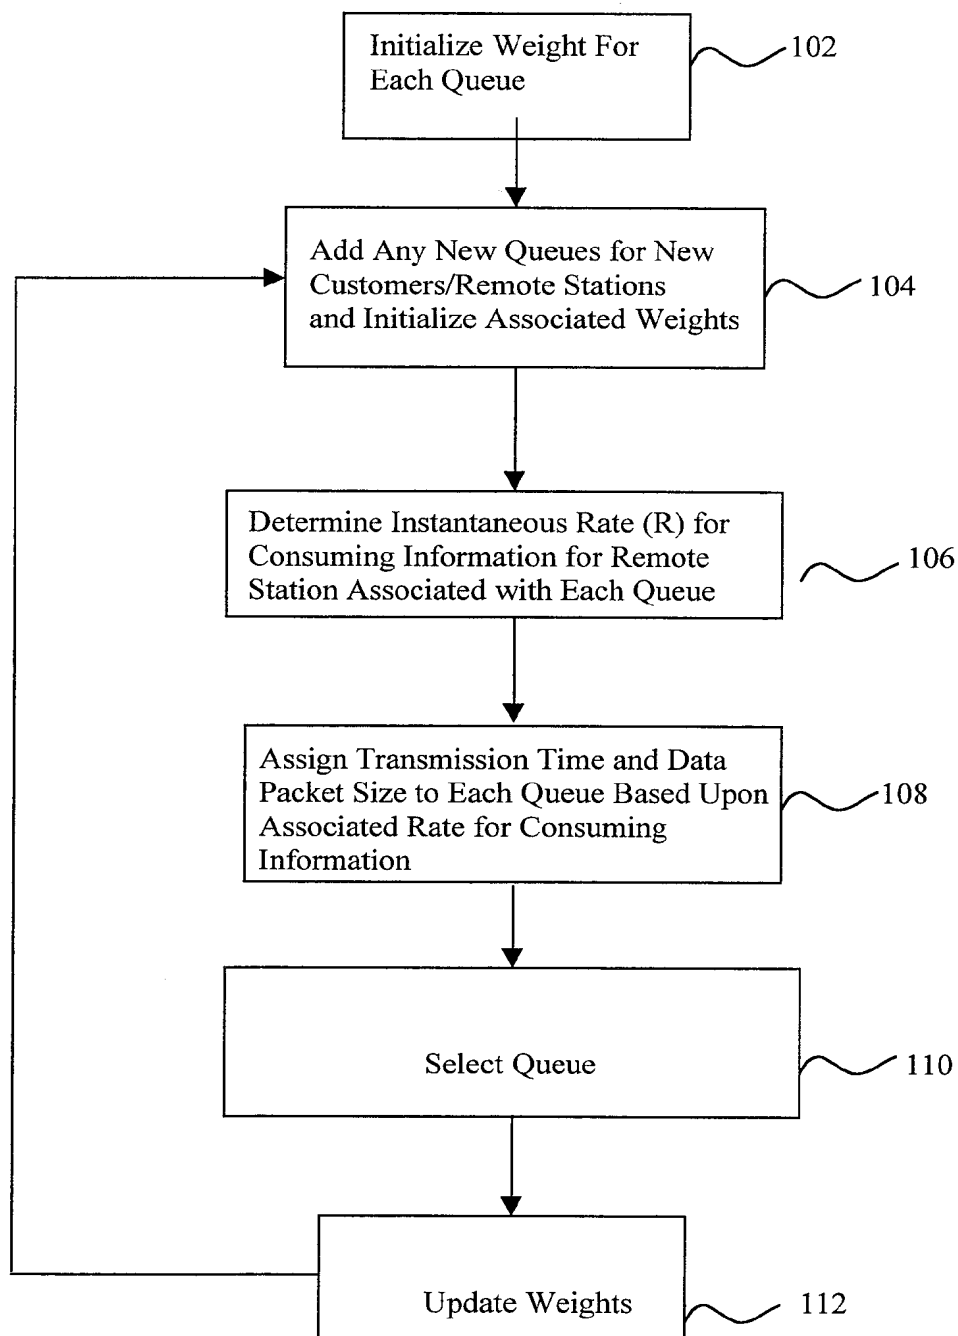 Initialize Weight For
Each Queue
102
Add Any New Queues for New
Customers/Remote Stations
and Initialize Associated Weights
104
Determine Instantaneous Rate (R) for
Consuming Information for Remote
Station Associated with Each Queue
106
Assign Transmission Time and Data
Packet Size to Each Queue Based Upon
Associated Rate for Consuming
Information
108
Select Queue
110
Update Weights
112